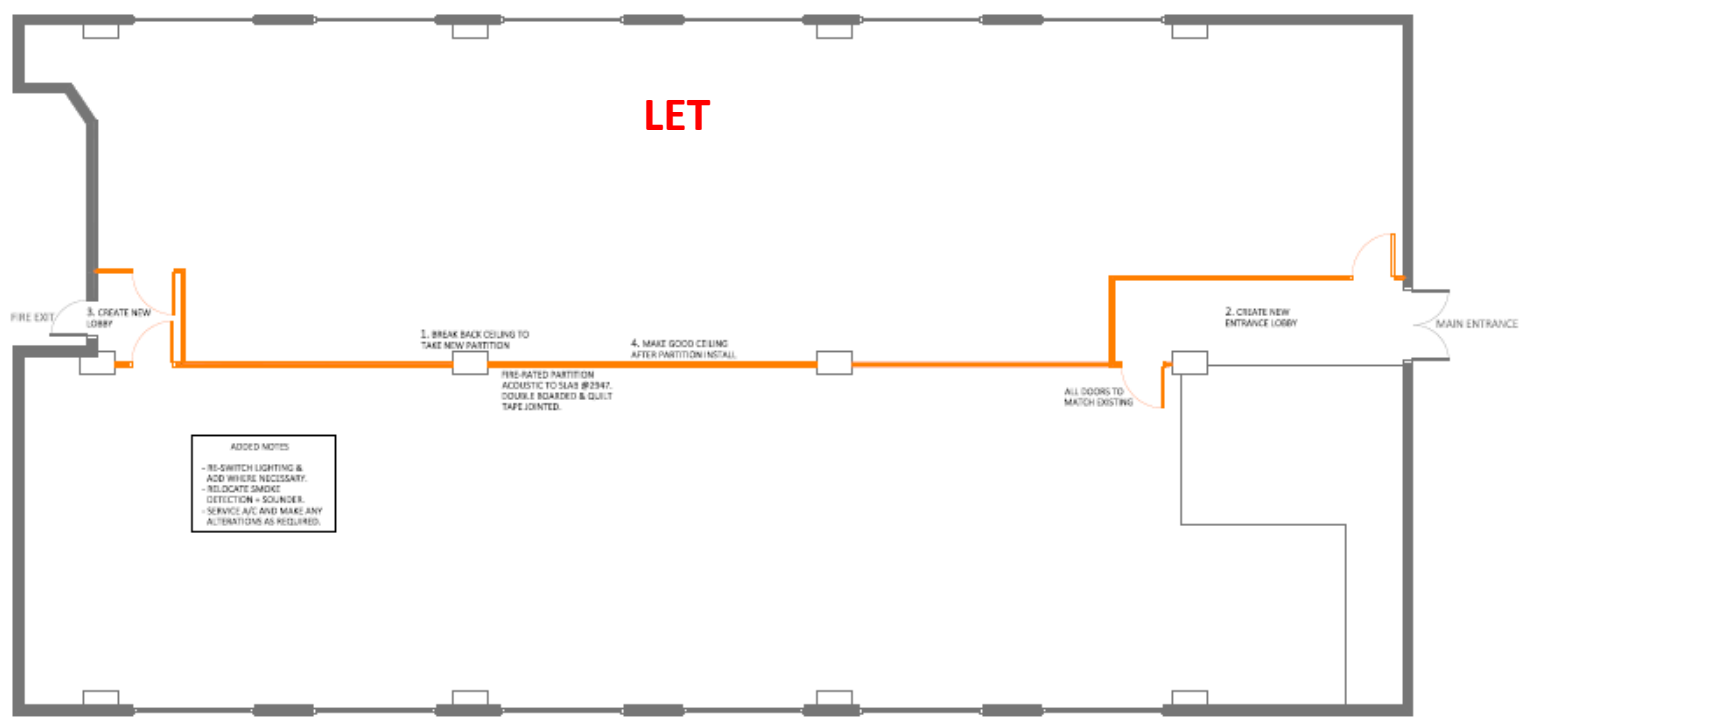 LET
FIRE EXIT
3. CREATE NEW
LOBBY
1. BREAK BACK CEILING TO
TAKE NEW PARTITION
4. MAKE GOOD CEILING
AFTER PARTITION INSTALL
2. CREATE NEW
ENTRANCE LOBBY
MAIN ENTRANCE
FIRE-RATED PARTITION
ACOUSTIC TO SLAB @2947.
DOUBLE BOARDED & QUILT
TAPE JOINTED.
ALL DOORS TO
MATCH EXISTING
ADDED NOTES
- RE-SWITCH LIGHTING &
ADD WHERE NECESSARY.
- RELOCATE SMOKE
DETECTION + SOUNDER.
- SERVICE A/C AND MAKE ANY
ALTERATIONS AS REQUIRED.